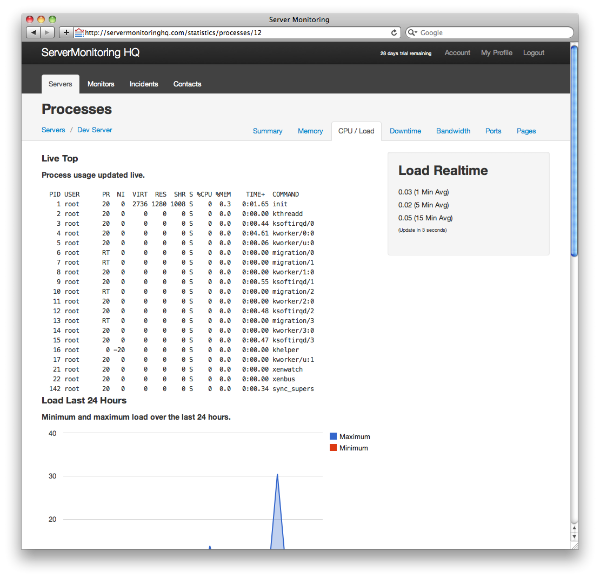 Server Monitoring
http://servermonitoringhq.com/statistics/processes/12
Google
ServerMonitoring HQ
28 days trial remaining Account My Profile Logout
Servers Monitors Incidents Contacts
Processes
Servers / Dev Server
Summary Memory CPU / Load Downtime Bandwidth Ports Pages
Live Top
Process usage updated live.
PID USER PR NI VIRT RES SHR S %CPU %MEM TIME+ COMMAND
1 root 20 0 2736 1280 1000 S 0 0.3 0:01.65 init
2 root 20 0 0 0 0 S 0 0.0 0:00.00 kthreadd
3 root 20 0 0 0 0 S 0 0.0 0:00.44 ksoftirqd/0
4 root 20 0 0 0 0 S 0 0.0 0:04.61 kworker/0:0
5 root 20 0 0 0 0 S 0 0.0 0:00.06 kworker/u:0
6 root RT 0 0 0 0 S 0 0.0 0:00.00 migration/0
7 root RT 0 0 0 0 S 0 0.0 0:00.00 migration/1
8 root 20 0 0 0 0 S 0 0.0 0:00.00 kworker/1:0
9 root 20 0 0 0 0 S 0 0.0 0:00.55 ksoftirqd/1
10 root RT 0 0 0 0 S 0 0.0 0:00.00 migration/2
11 root 20 0 0 0 0 S 0 0.0 0:00.00 kworker/2:0
12 root 20 0 0 0 0 S 0 0.0 0:00.48 ksoftirqd/2
13 root RT 0 0 0 0 S 0 0.0 0:00.00 migration/3
14 root 20 0 0 0 0 S 0 0.0 0:00.00 kworker/3:0
15 root 20 0 0 0 0 S 0 0.0 0:00.47 ksoftirqd/3
16 root 0 -20 0 0 0 S 0 0.0 0:00.00 khelper
17 root 20 0 0 0 0 S 0 0.0 0:00.00 kworker/u:1
21 root 20 0 0 0 0 S 0 0.0 0:00.00 xenwatch
22 root 20 0 0 0 0 S 0 0.0 0:00.00 xenbus
142 root 20 0 0 0 0 S 0 0.0 0:00.34 sync_supers
Load Realtime
0.03 (1 Min Avg)
0.02 (5 Min Avg)
0.05 (15 Min Avg)
(Update in 5 seconds)
Load Last 24 Hours
Minimum and maximum load over the last 24 hours.
40
30
20
Maximum
Minimum